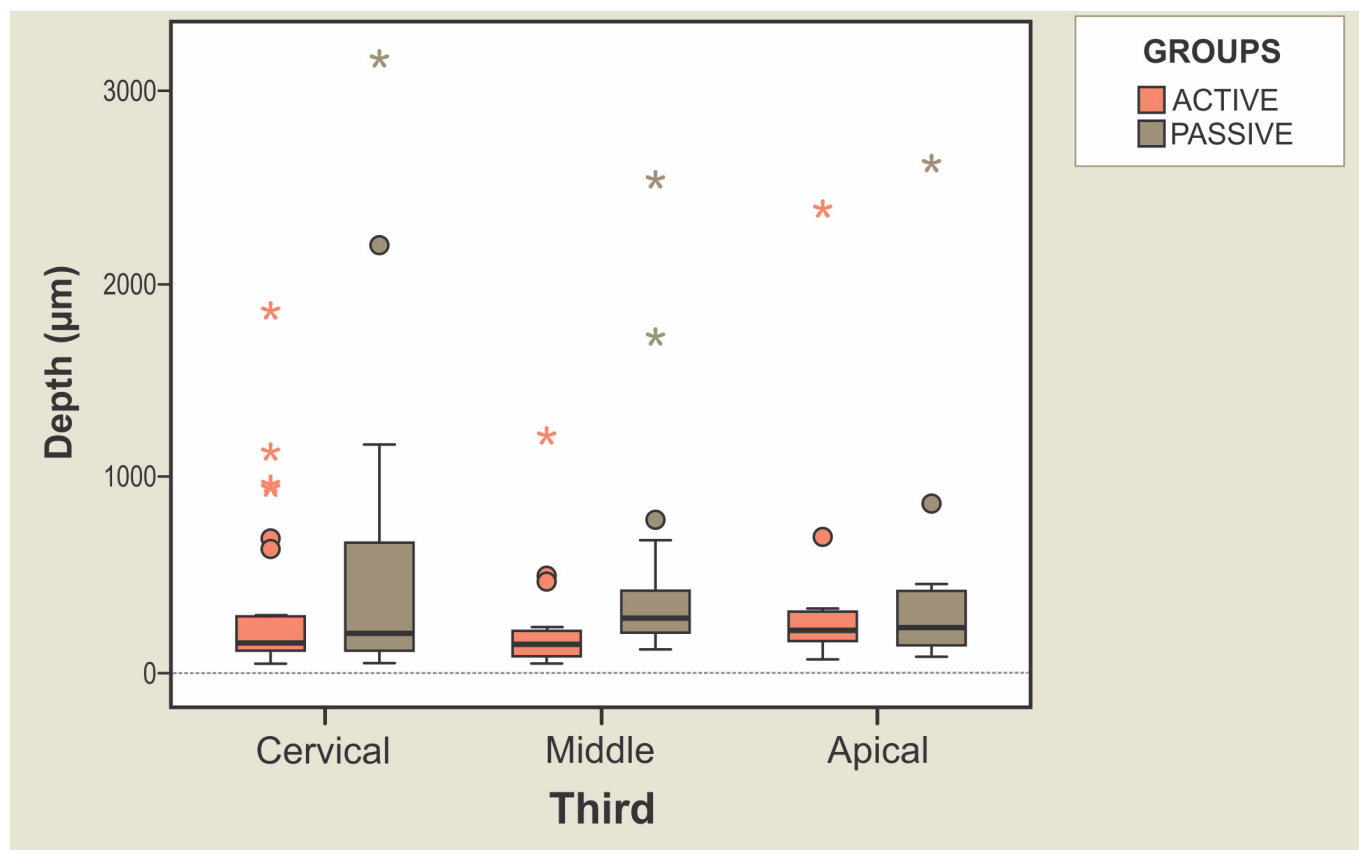 GROUPS
ACTIVE
PASSIVE
Depth (µm)
3000
2000
1000
0
Cervical
Middle
Apical
Third